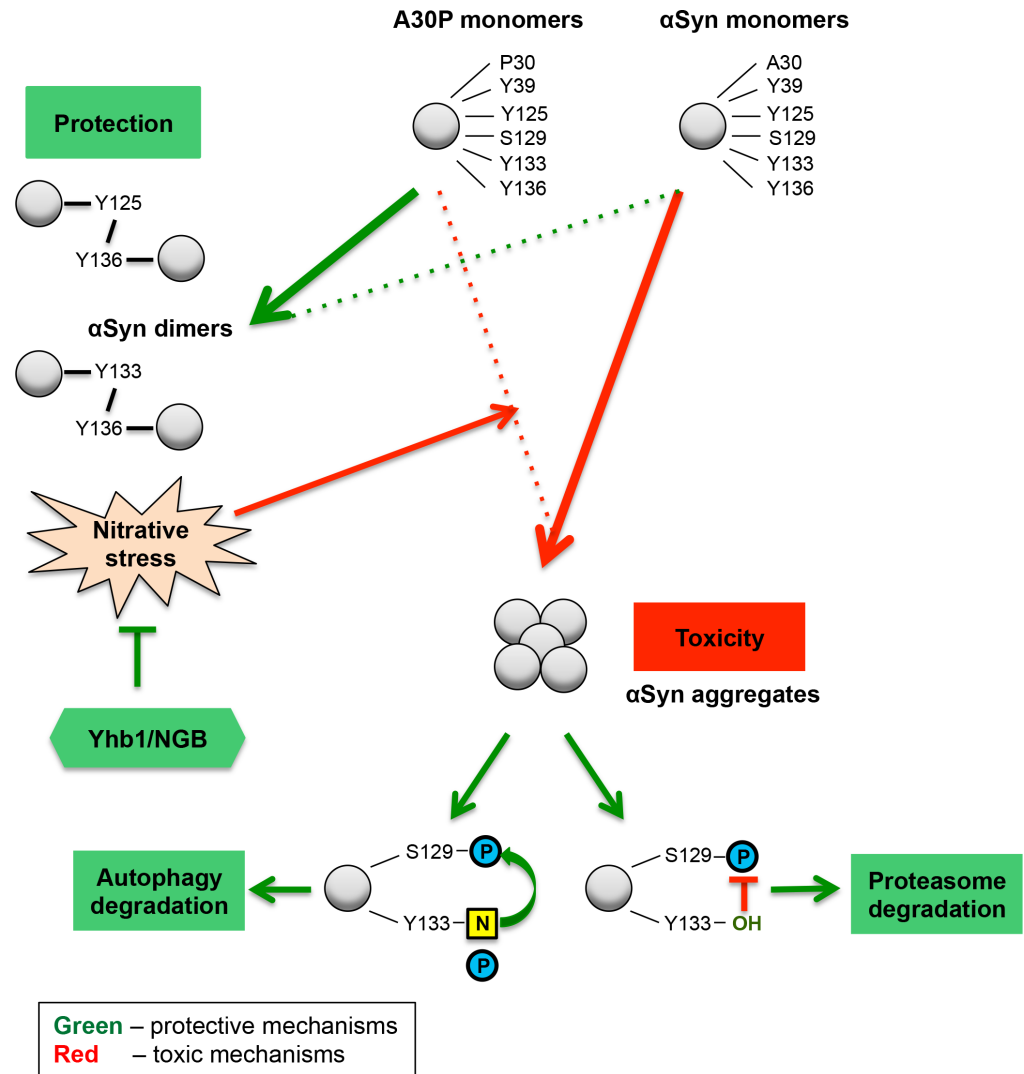 A30P monomers
αSyn monomers
P30
Y39
Y125
S129
Y133
Y136
A30
Y39
Y125
S129
Y133
Y136
Protection
Y125
Y136
αSyn dimers
Y133
Y136
Nitrative
stress
Yhb1/NGB
Toxicity
αSyn aggregates
S129
P
Y133
N
P
Autophagy
degradation
S129
P
Y133
OH
Proteasome
degradation
Green – protective mechanisms
Red – toxic mechanisms